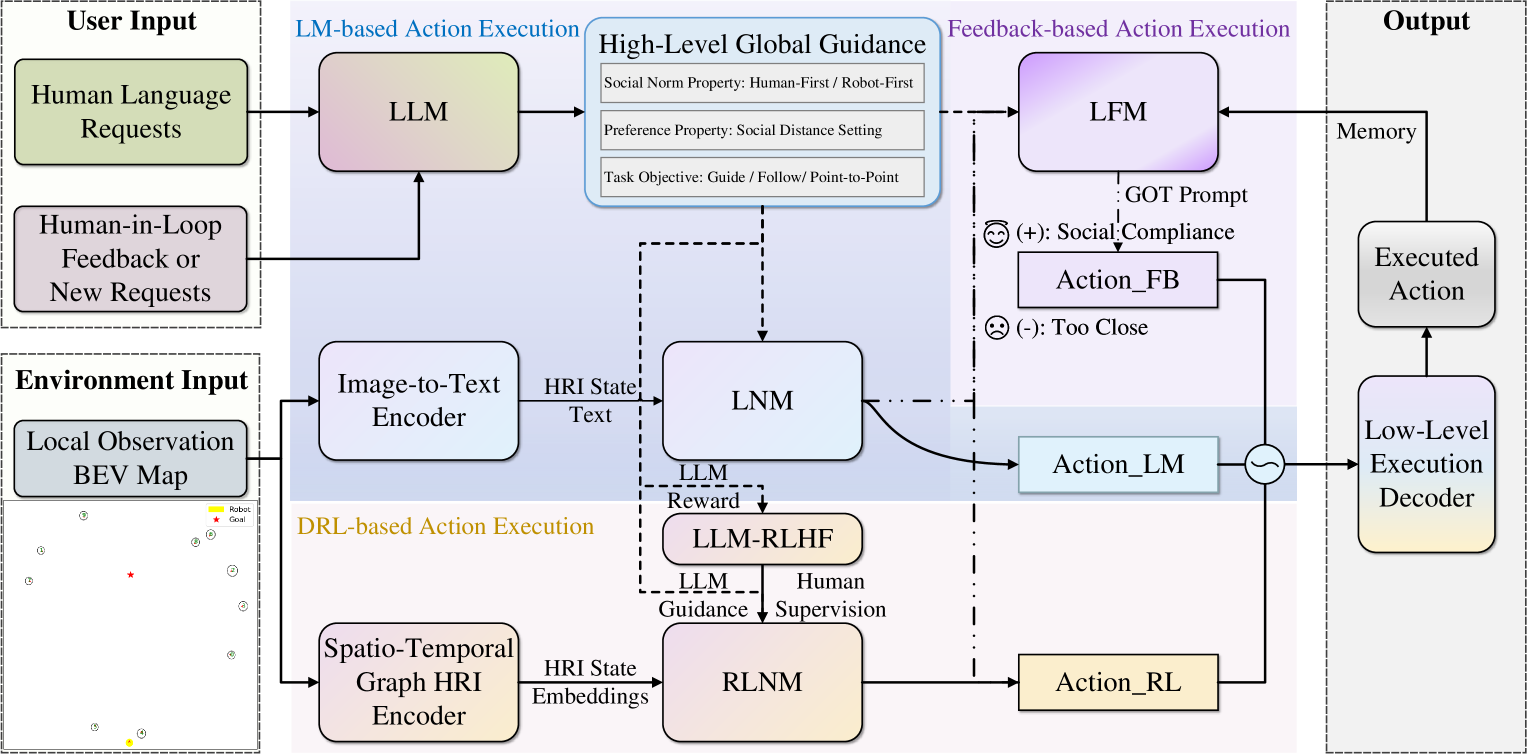 User Input
Human Language
Requests
Human-in-Loop
Feedback or
New Requests
Environment Input
Local Observation
BEV Map
Robot
Goal
LM-based Action Execution
LLM
High-Level Global Guidance
Social Norm Property: Human-First / Robot-First
Preference Property: Social Distance Setting
Task Objective: Guide / Follow/ Point-to-Point
Image-to-Text
Encoder
HRI State
Text
LNM
LLM
Reward
DRL-based Action Execution
LLM-RLHF
LLM
Guidance
Human
Supervision
Spatio-Temporal
Graph HRI
Encoder
HRI State
Embeddings
RLNM
Feedback-based Action Execution
LFM
GOT Prompt
(+): Social Compliance
Action_FB
(-): Too Close
Action_LM
Action_RL
Output
Memory
Executed
Action
Low-Level
Execution
Decoder